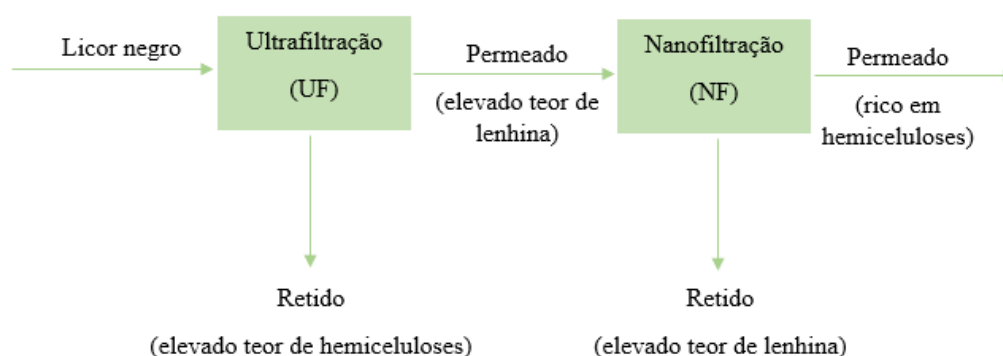 Licor negro
Ultrafiltração
(UF)
Permeado
(elevado teor de
lenhina)
Nanofiltração
(NF)
Permeado
(rico em
hemiceluloses)
Retido
(elevado teor de hemiceluloses)
Retido
(elevado teor de lenhina)